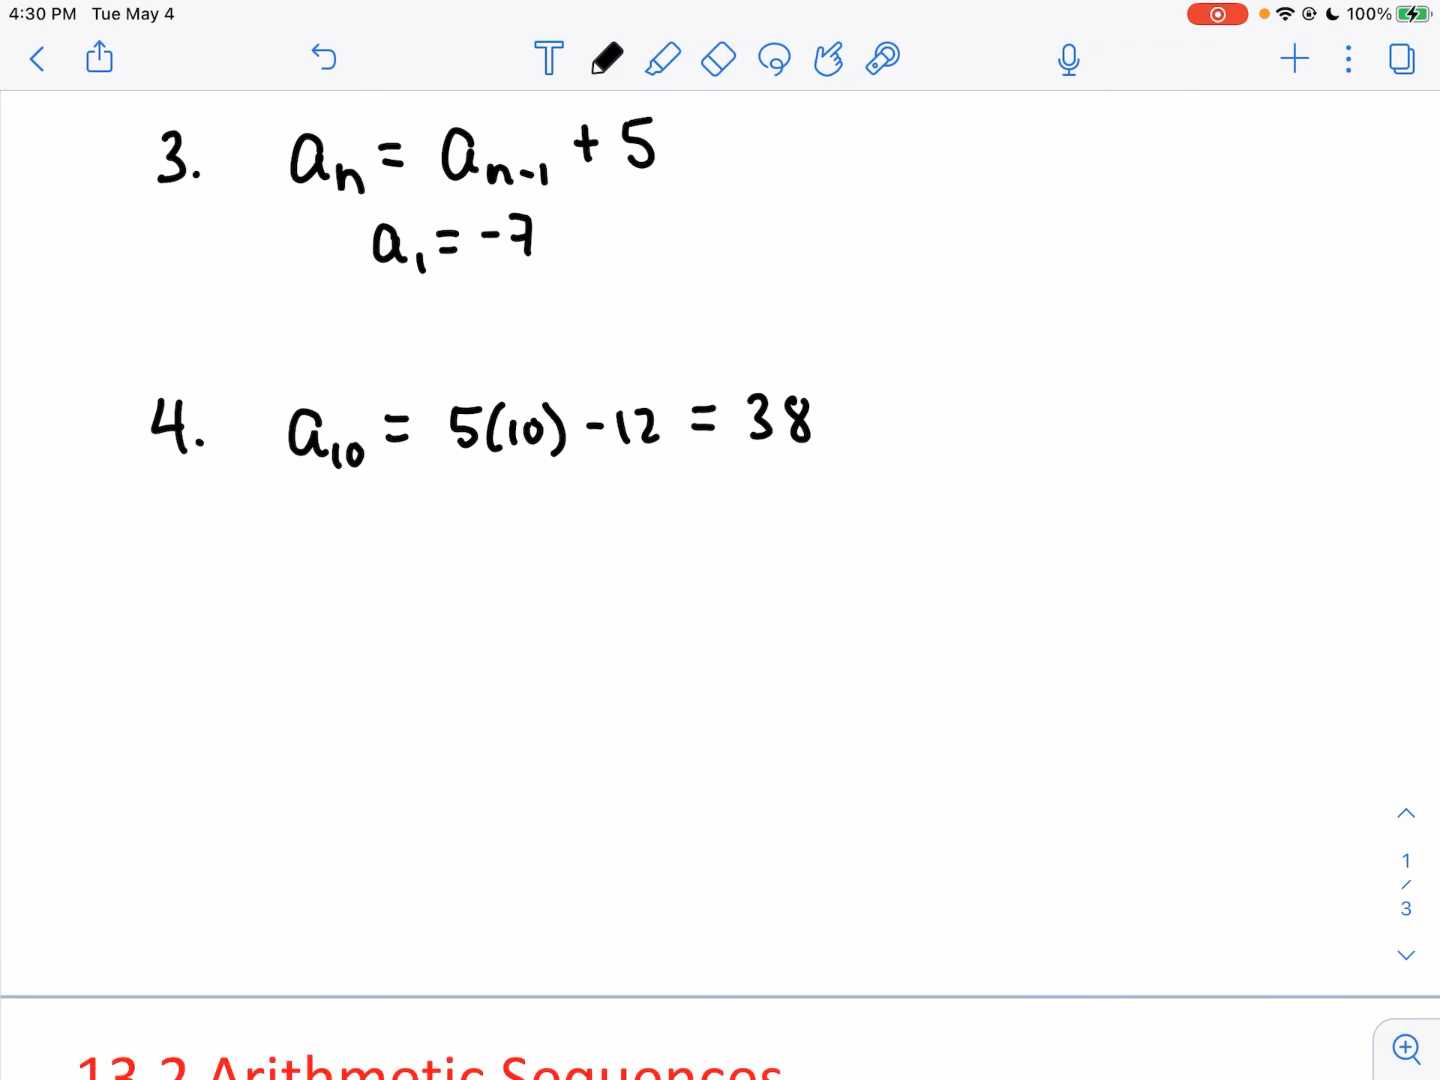 4:30 PM Tue May 4 100%
T
3. aₙ = aₙ₋₁ + 5
a₁ = -7
4. a₁₀ = 5(10) - 12 = 38
1
/
3
13.2 Arithmetic Sequences